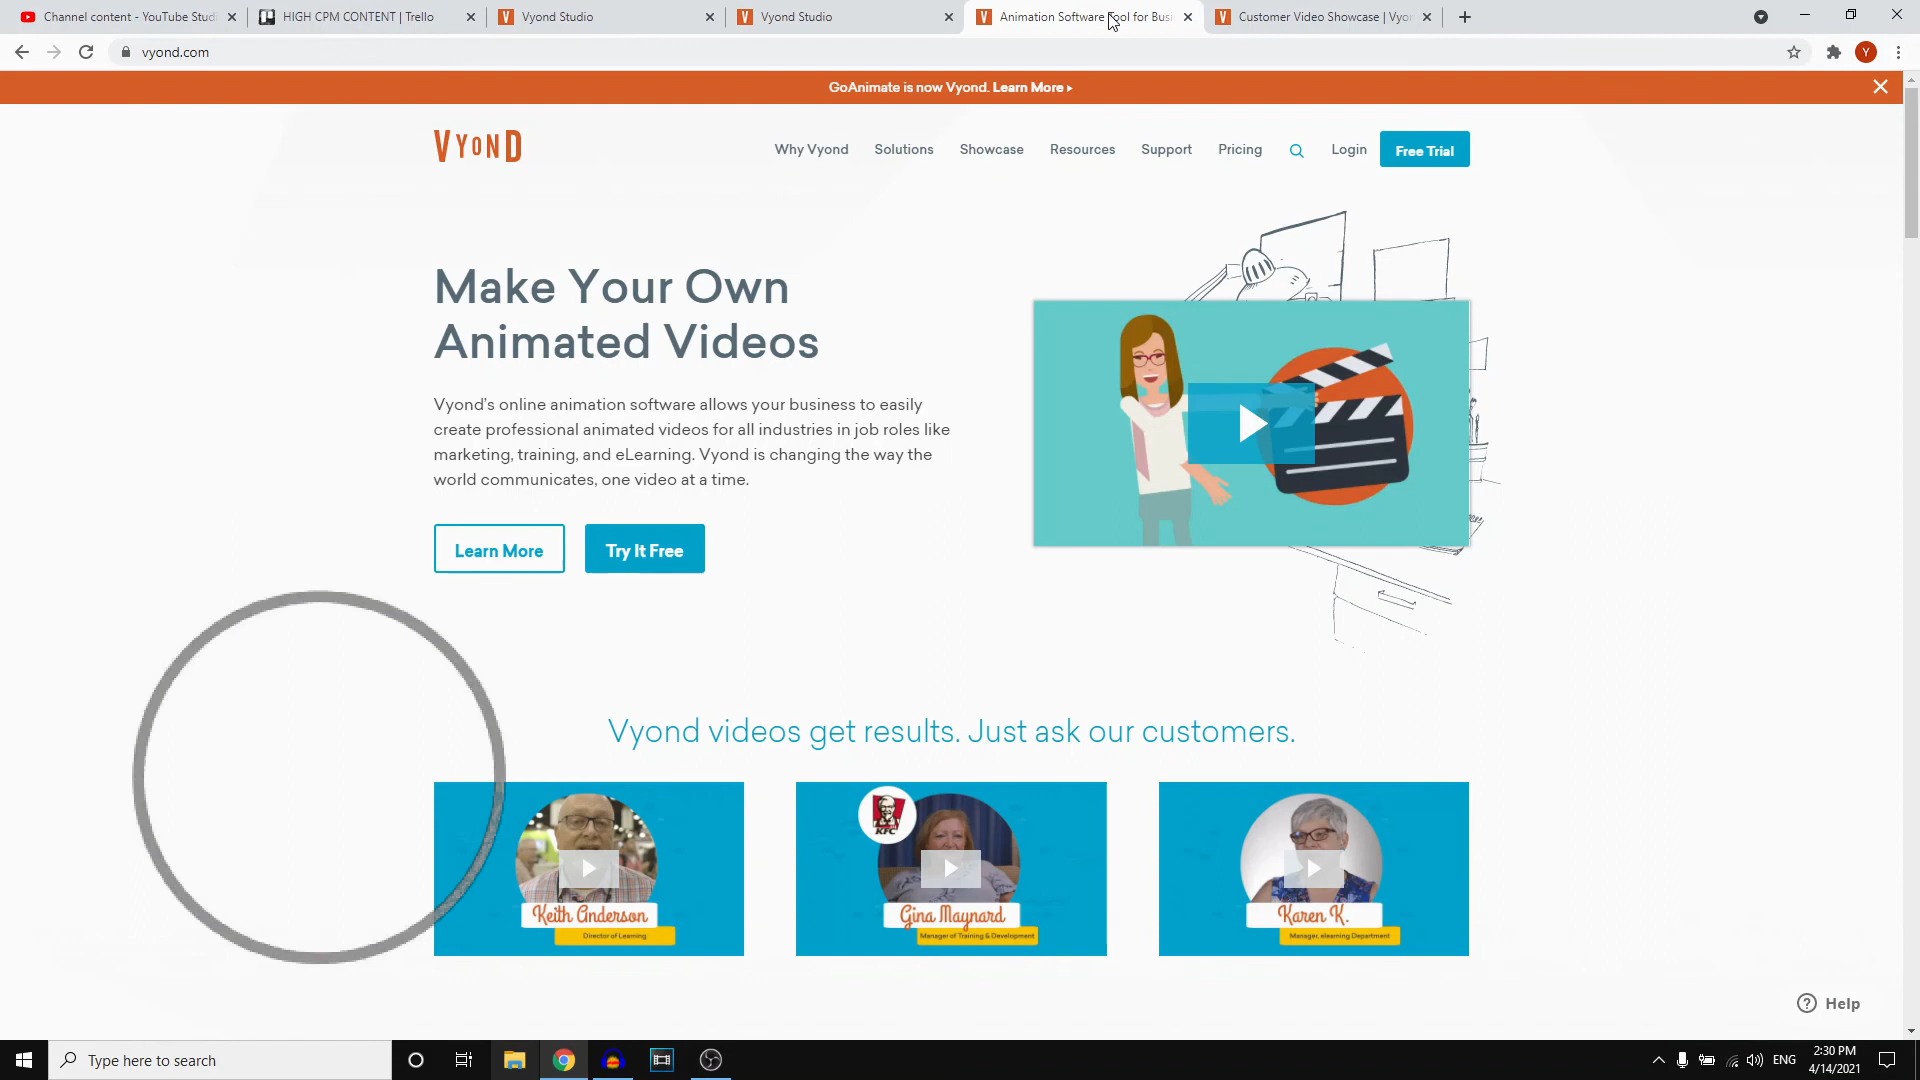 Channel content - YouTube Studi
HIGH CPM CONTENT | Trello
Vyond Studio
Vyond Studio
Animation Software Tool for Busi
Customer Video Showcase | Vyon
Y
vyond.com
GoAnimate is now Vyond. Learn More ▸
VYOND
Why Vyond
Solutions
Showcase
Resources
Support
Pricing
Login
Free Trial
Make Your Own
Animated Videos
Vyond's online animation software allows your business to easily
create professional animated videos for all industries in job roles like
marketing, training, and eLearning. Vyond is changing the way the
world communicates, one video at a time.
Learn More
Try It Free
Vyond videos get results. Just ask our customers.
Keith Anderson
Director of Learning
KFC
Gina Maynard
Manager of Training & Development
Karen K.
Manager, elearning Department
? Help
Type here to search
ENG
2:30 PM
4/14/2021